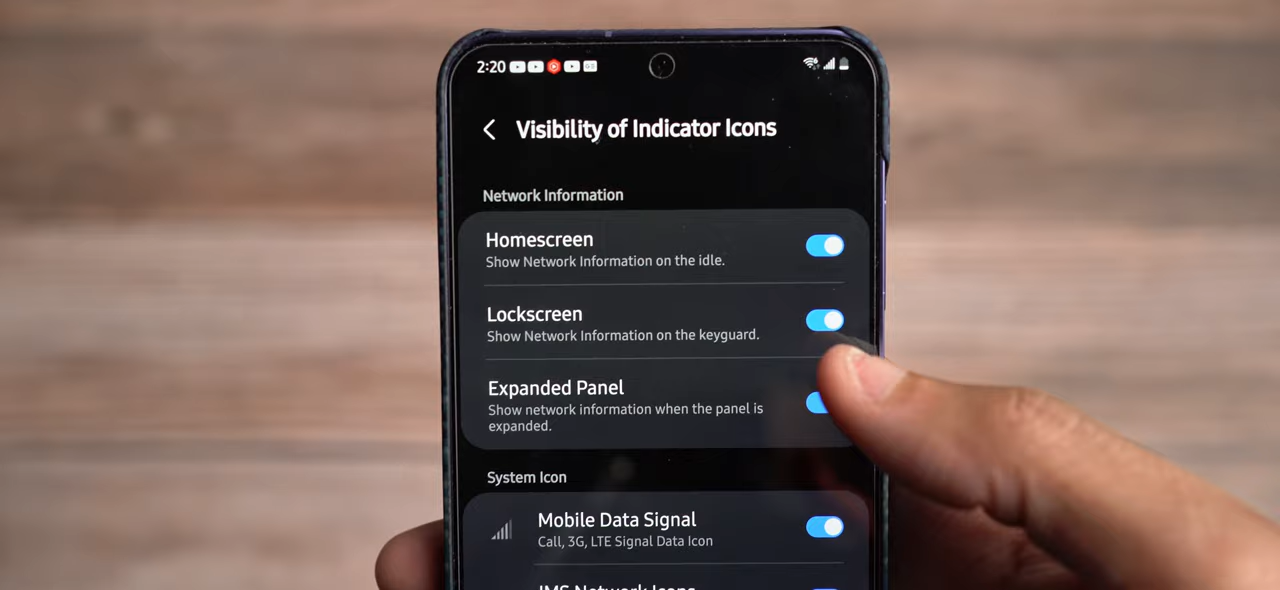 2:20
Visibility of Indicator Icons
Network Information
Homescreen
Show Network Information on the idle.
Lockscreen
Show Network Information on the keyguard.
Expanded Panel
Show network information when the panel is
expanded.
System Icon
Mobile Data Signal
Call, 3G, LTE Signal Data Icon
IMS Network Icons